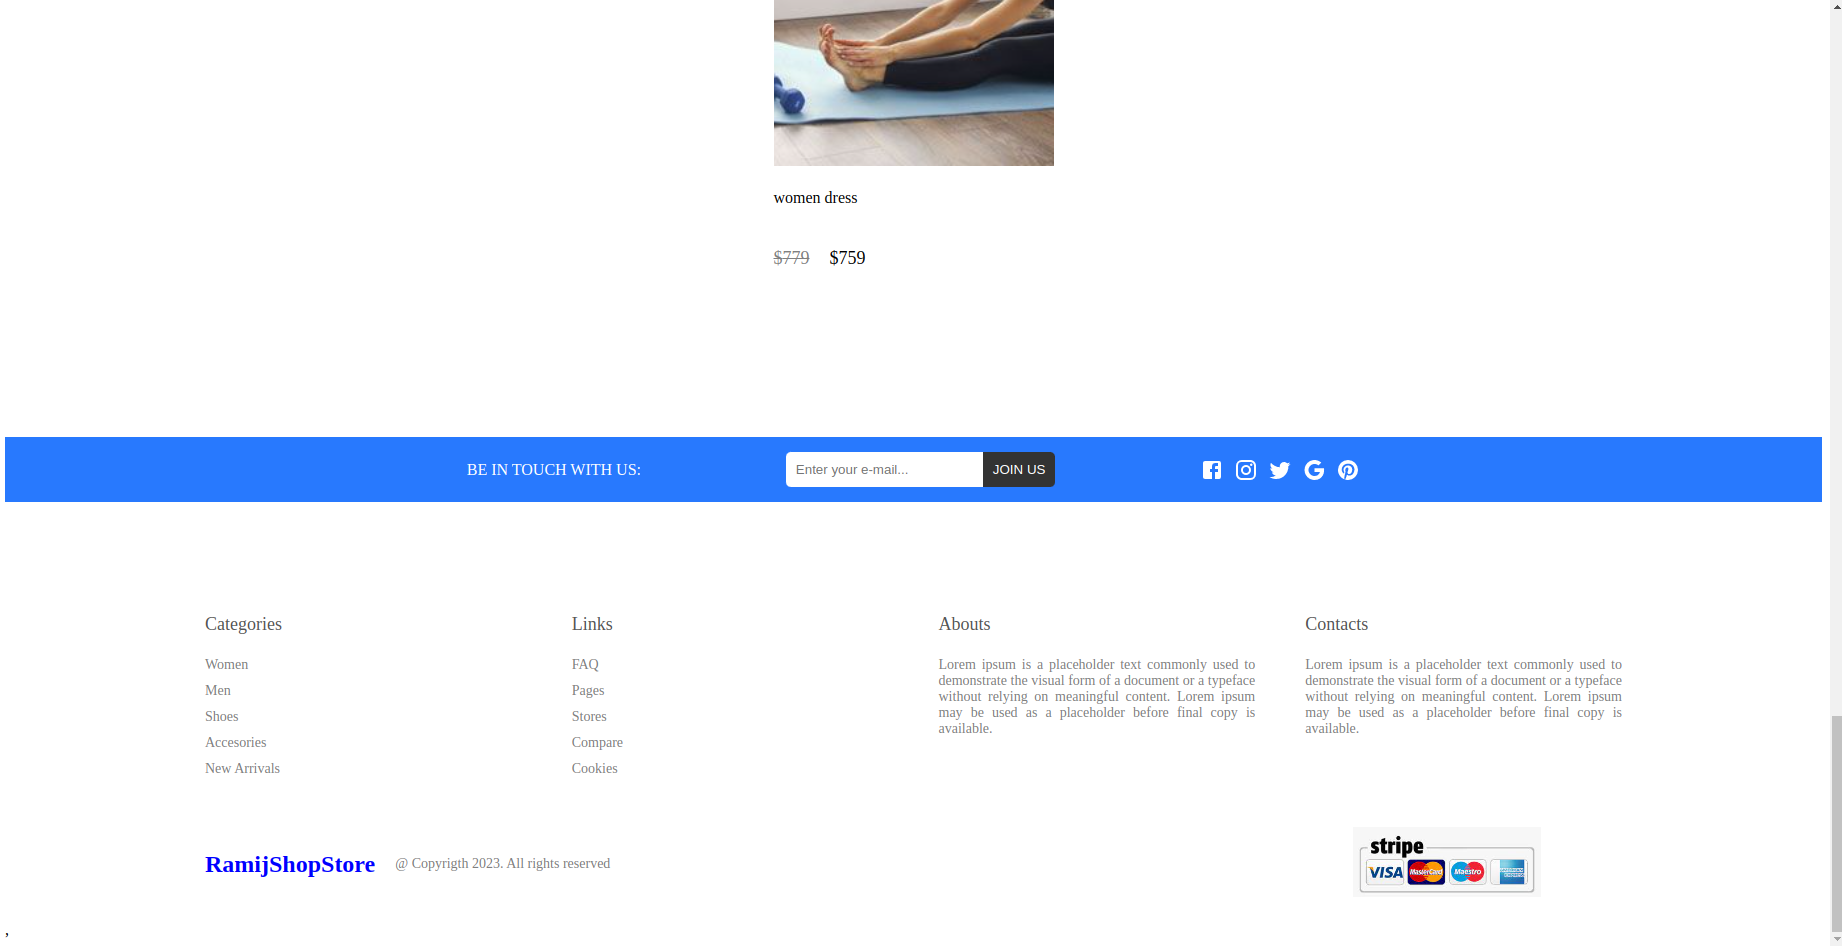 women dress
$779 $759
BE IN TOUCH WITH US:
Enter your e-mail...
JOIN US
Categories
Women
Men
Shoes
Accesories
New Arrivals
Links
FAQ
Pages
Stores
Compare
Cookies
Abouts
Lorem ipsum is a placeholder text commonly used to
demonstrate the visual form of a document or a typeface
without relying on meaningful content. Lorem ipsum
may be used as a placeholder before final copy is
available.
Contacts
Lorem ipsum is a placeholder text commonly used to
demonstrate the visual form of a document or a typeface
without relying on meaningful content. Lorem ipsum
may be used as a placeholder before final copy is
available.
RamijShopStore
@ Copyrigth 2023. All rights reserved
stripe
VISA MasterCard Maestro
,